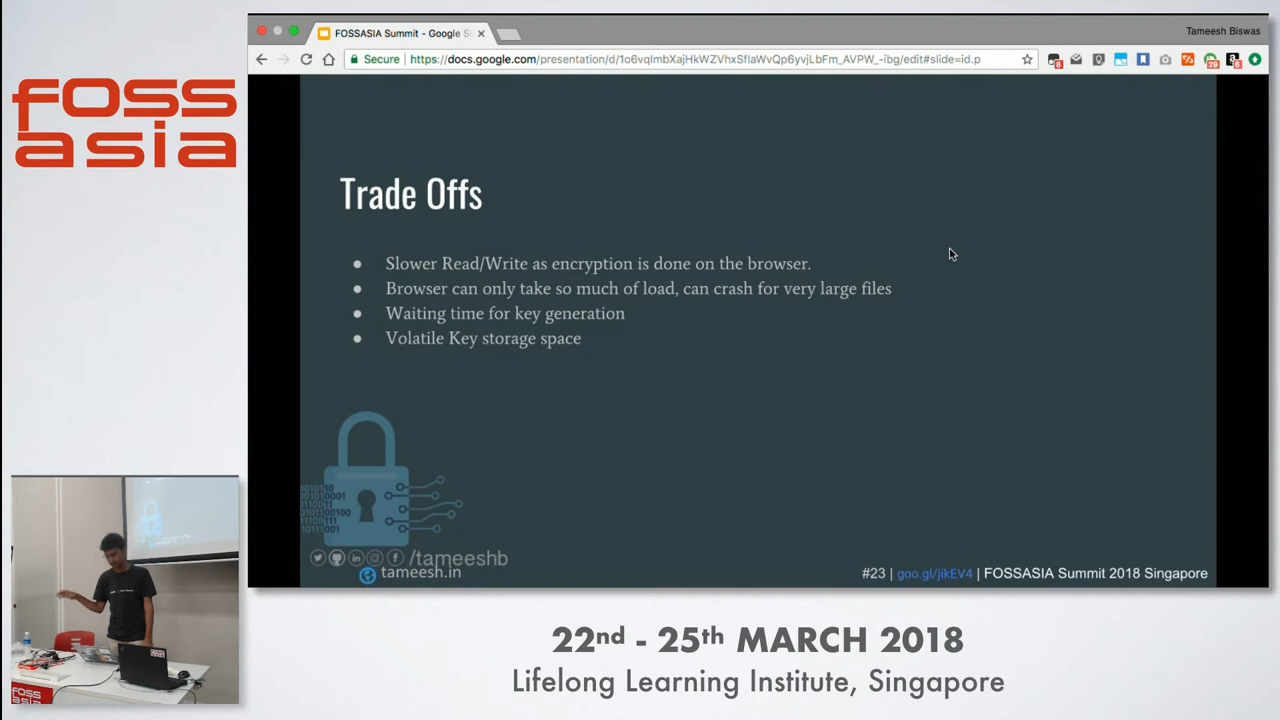 foss
asia
FOSSASIA Summit - Google Sl
Tameesh Biswas
Secure
https://docs.google.com/presentation/d/1o6vqImbXajHkWZVhxSflaWvQp6yvjLbFm_AVPW_-ibg/edit#slide=id.p
Trade Offs
● Slower Read/Write as encryption is done on the browser.
● Browser can only take so much of load, can crash for very large files
● Waiting time for key generation
● Volatile Key storage space
/tameeshb
tameesh.in
#23 | goo.gl/jikEV4 | FOSSASIA Summit 2018 Singapore
foss
asia
22nd - 25th MARCH 2018
Lifelong Learning Institute, Singapore